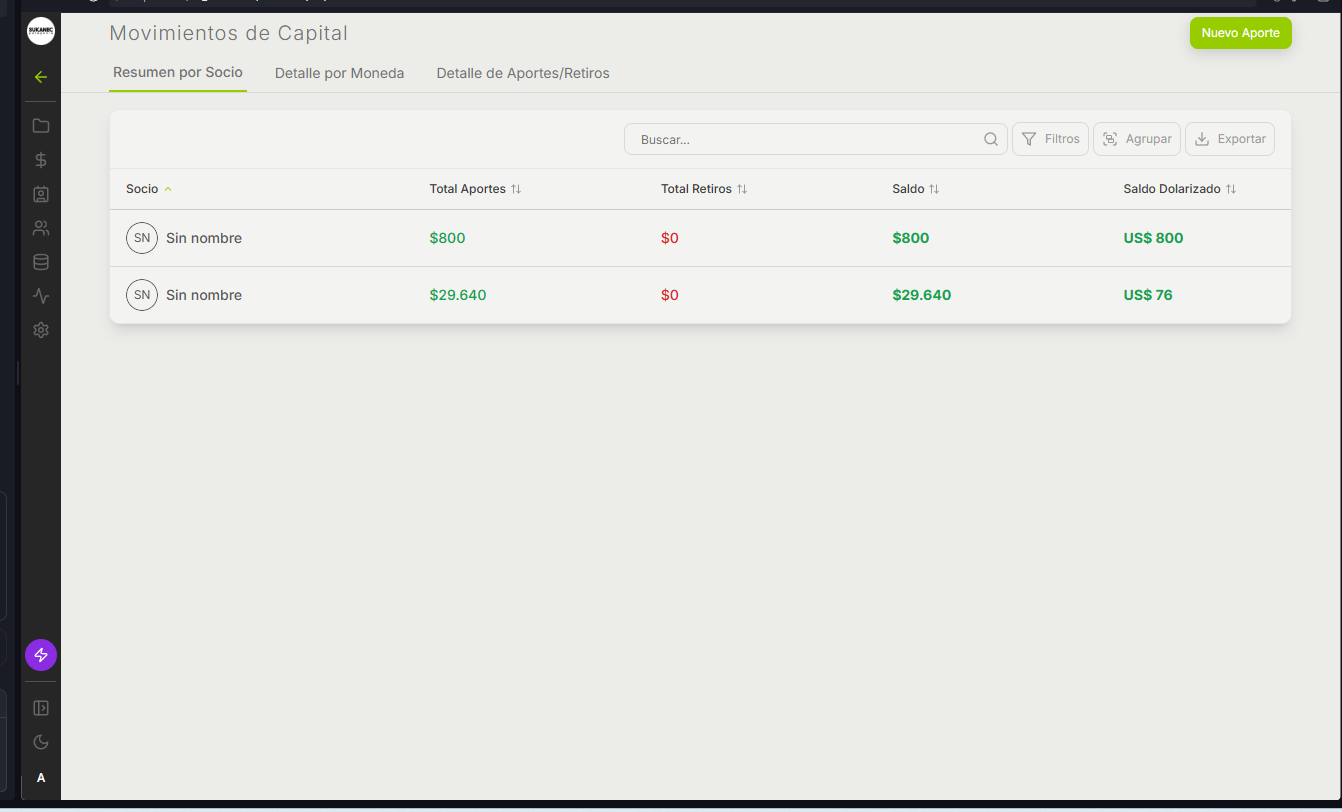 SUKANEC
Movimientos de Capital
Nuevo Aporte
Resumen por Socio Detalle por Moneda Detalle de Aportes/Retiros
Buscar... Filtros Agrupar Exportar
Socio Total Aportes Total Retiros Saldo Saldo Dolarizado
SN Sin nombre $800 $0 $800 US$ 800
SN Sin nombre $29.640 $0 $29.640 US$ 76
A